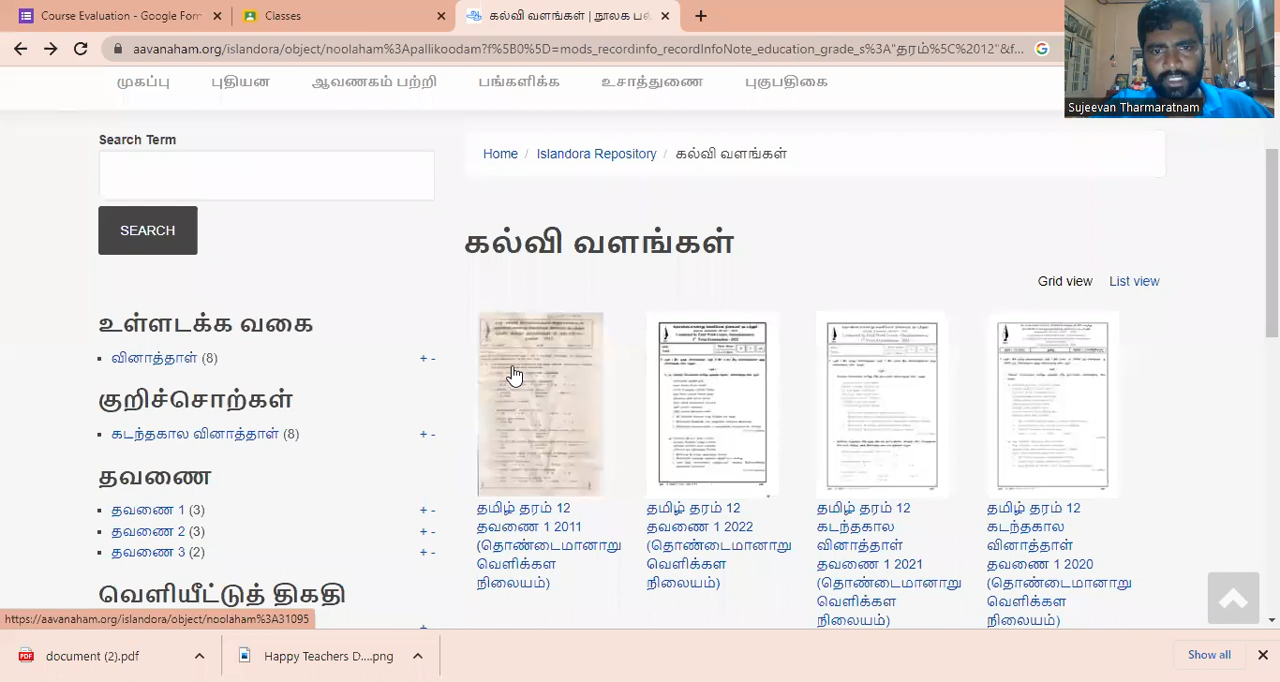 Course Evaluation - Google Form
Classes
கல்வி வளங்கள் | நூலக பல்
aavanaham.org/islandora/object/noolaham%3Apallikoodam?f%5B0%5D=mods_recordinfo_recordInfoNote_education_grade_s%3A"தரம்%5C%2012"&f...
Sujeevan Tharmaratnam
முகப்பு
புதியன
ஆவணகம் பற்றி
பங்களிக்க
உசாத்துணை
புகுபதிகை
Search Term
SEARCH
Home / Islandora Repository / கல்வி வளங்கள்
கல்வி வளங்கள்
Grid view
List view
உள்ளடக்க வகை
வினாத்தாள் (8)
+ -
குறிச்சொற்கள்
கடந்தகால வினாத்தாள் (8)
+ -
தவணை
தவணை 1 (3)
+ -
தவணை 2 (3)
+ -
தவணை 3 (2)
+ -
வெளியீட்டுத் திகதி
தமிழ் தரம் 12
தவணை 1 2011
(தொண்டைமானாறு
வெளிக்கள
நிலையம்)
தமிழ் தரம் 12
தவணை 1 2022
(தொண்டைமானாறு
வெளிக்கள
நிலையம்)
தமிழ் தரம் 12
கடந்தகால
வினாத்தாள்
தவணை 1 2021
(தொண்டைமானாறு
வெளிக்கள
நிலையம்)
தமிழ் தரம் 12
கடந்தகால
வினாத்தாள்
தவணை 1 2020
(தொண்டைமானாறு
வெளிக்கள
நிலையம்)
https://aavanaham.org/islandora/object/noolaham%3A31095
document (2).pdf
Happy Teachers D....png
Show all